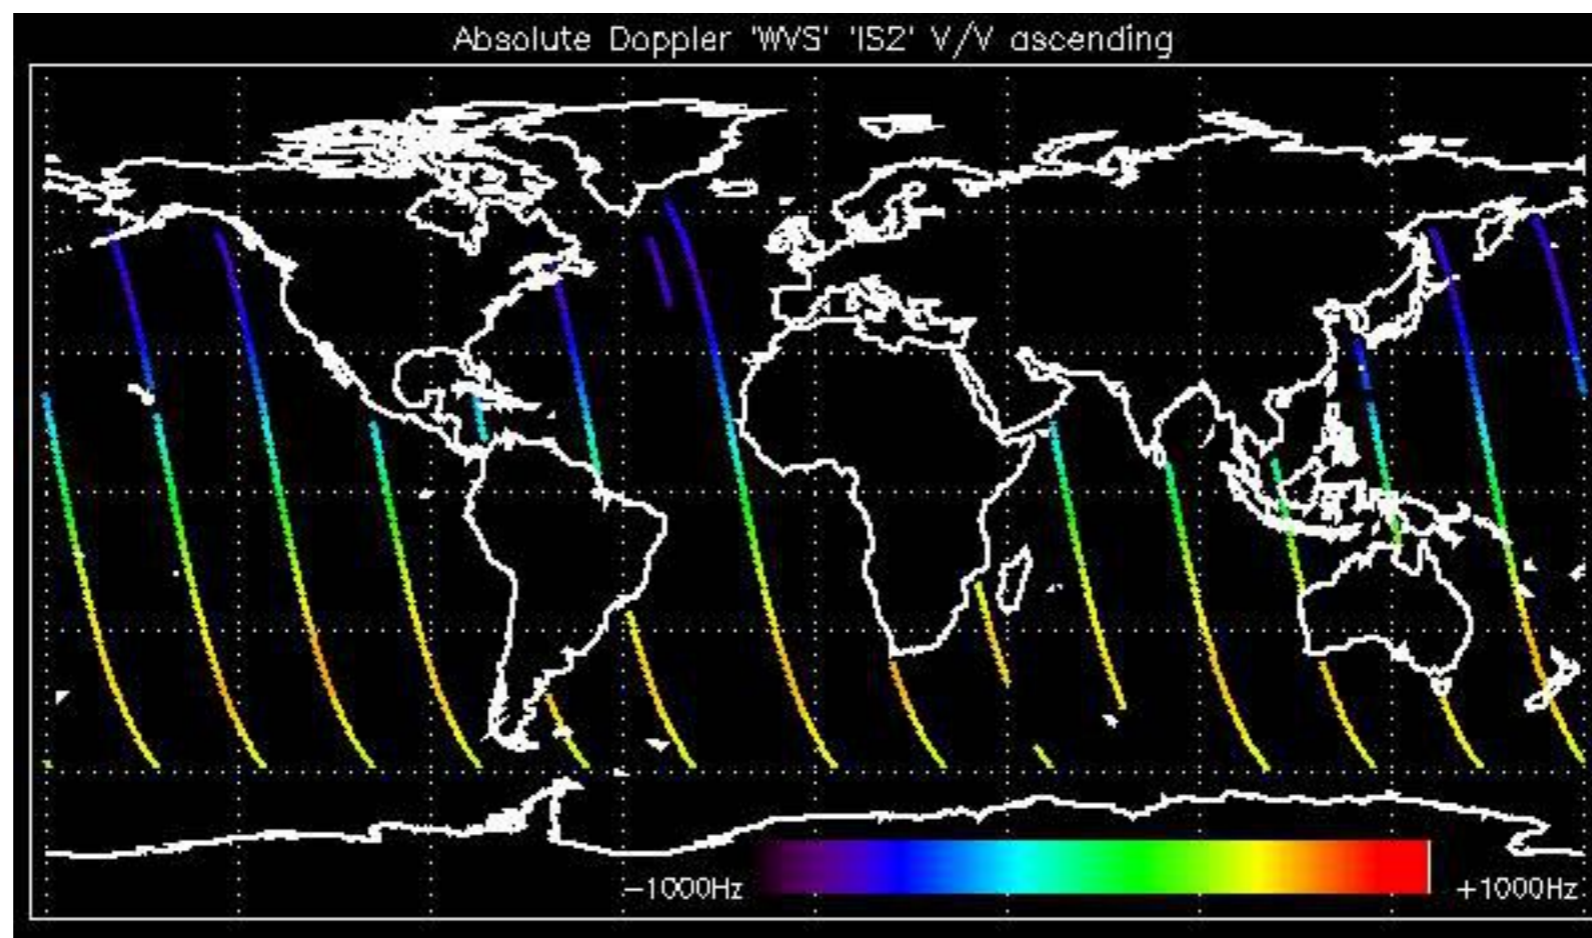 Absolute Doppler 'WVS' 'IS2' V/V ascending
-1000Hz
+1000Hz